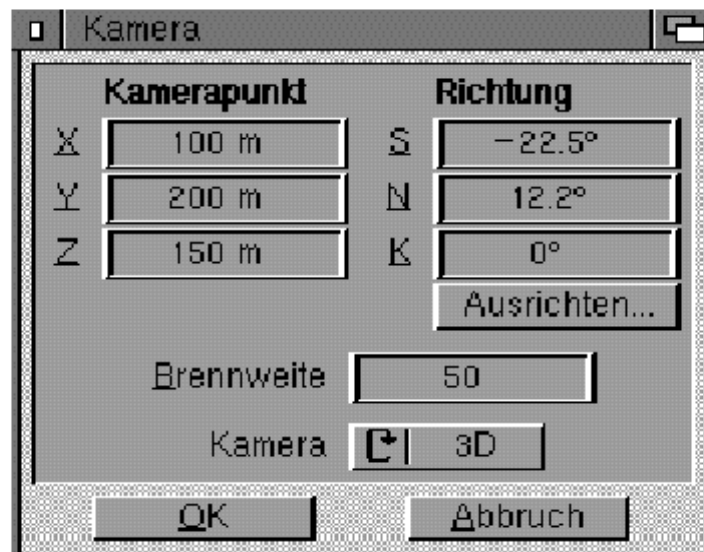 Kamera
Kamerapunkt Richtung
X 100 m S -22.5°
Y 200 m N 12.2°
Z 150 m K 0°
Ausrichten...
Brennweite 50
Kamera 3D
OK Abbruch